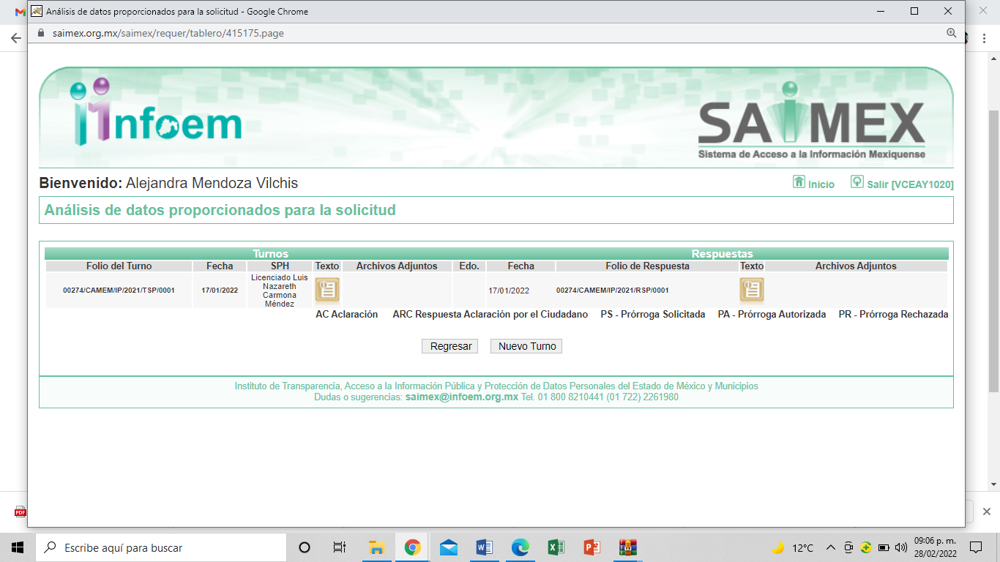 Análisis de datos proporcionados para la solicitud - Google Chrome
saimex.org.mx/saimex/requer/tablero/415175.page
infoem
SAIMEX
Sistema de Acceso a la Información Mexiquense
Bienvenido: Alejandra Mendoza Vilchis
Inicio
Salir [VCEAY1020]
Análisis de datos proporcionados para la solicitud
Turnos
Respuestas
Folio del Turno Fecha SPH Texto Archivos Adjuntos Edo. Fecha Folio de Respuesta Texto Archivos Adjuntos
00274/CAMEM/IP/2021/TSP/0001
17/01/2022
Licenciado Luis
Nazareth
Carmona
Méndez
17/01/2022
00274/CAMEM/IP/2021/RSP/0001
AC Aclaración ARC Respuesta Aclaración por el Ciudadano PS - Prórroga Solicitada PA - Prórroga Autorizada PR - Prórroga Rechazada
Regresar
Nuevo Turno
Instituto de Transparencia, Acceso a la Información Pública y Protección de Datos Personales del Estado de México y Municipios
Dudas o sugerencias: saimex@infoem.org.mx Tel. 01 800 8210441 (01 722) 2261980
PDF
Escribe aquí para buscar
12°C
09:06 p. m.
28/02/2022